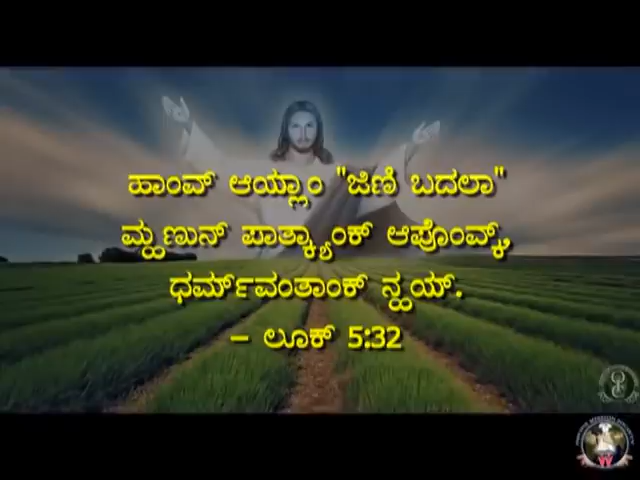 ಹಾಂವ್ ಆಯ್ಲಾಂ "ಜಿಣಿ ಬದಲಾ"
ಮ್ಹಣುನ್ ಪಾತ್ಕ್ಯಾಂಕ್ ಆಪೊಂವ್ಕ್,
ಧರ್ಮ್‌ವಂತಾಂಕ್ ನ್ಹಯ್.
– ಲೂಕ್ 5:32